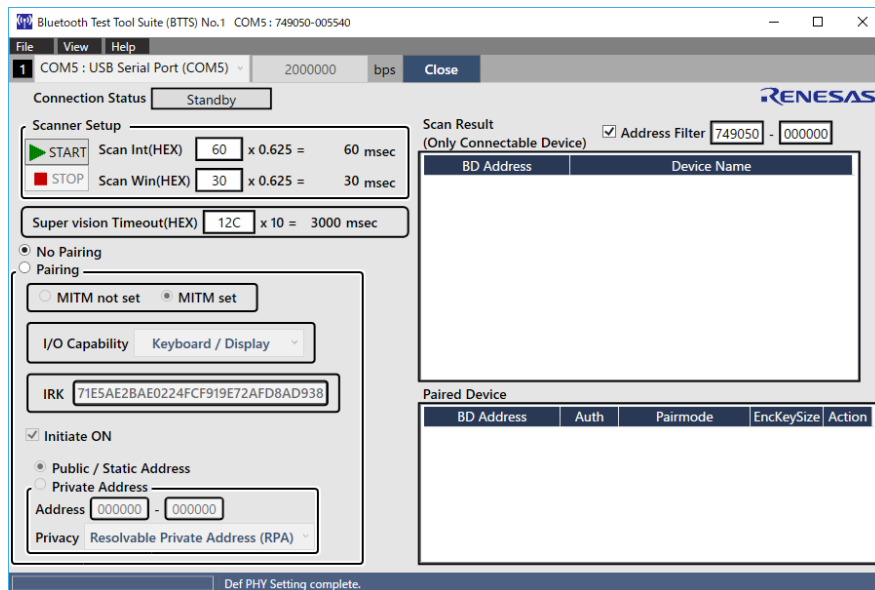 Bluetooth Test Tool Suite (BTTS) No.1 COM5 : 749050-005540
File View Help
1 COM5 : USB Serial Port (COM5) 2000000 bps Close
Connection Status Standby
RENESAS
Scanner Setup
START Scan Int(HEX) 60 x 0.625 = 60 msec
STOP Scan Win(HEX) 30 x 0.625 = 30 msec
Super vision Timeout(HEX) 12C x 10 = 3000 msec
No Pairing
Pairing
MITM not set MITM set
I/O Capability Keyboard / Display
IRK 71E5AE2BAE0224FCF919E72AFD8AD938
Initiate ON
Public / Static Address
Private Address
Address 000000 - 000000
Privacy Resolvable Private Address (RPA)
Scan Result
(Only Connectable Device) Address Filter 749050 - 000000
BD Address Device Name
Paired Device
BD Address Auth Pairmode EncKeySize Action
Def PHY Setting complete.